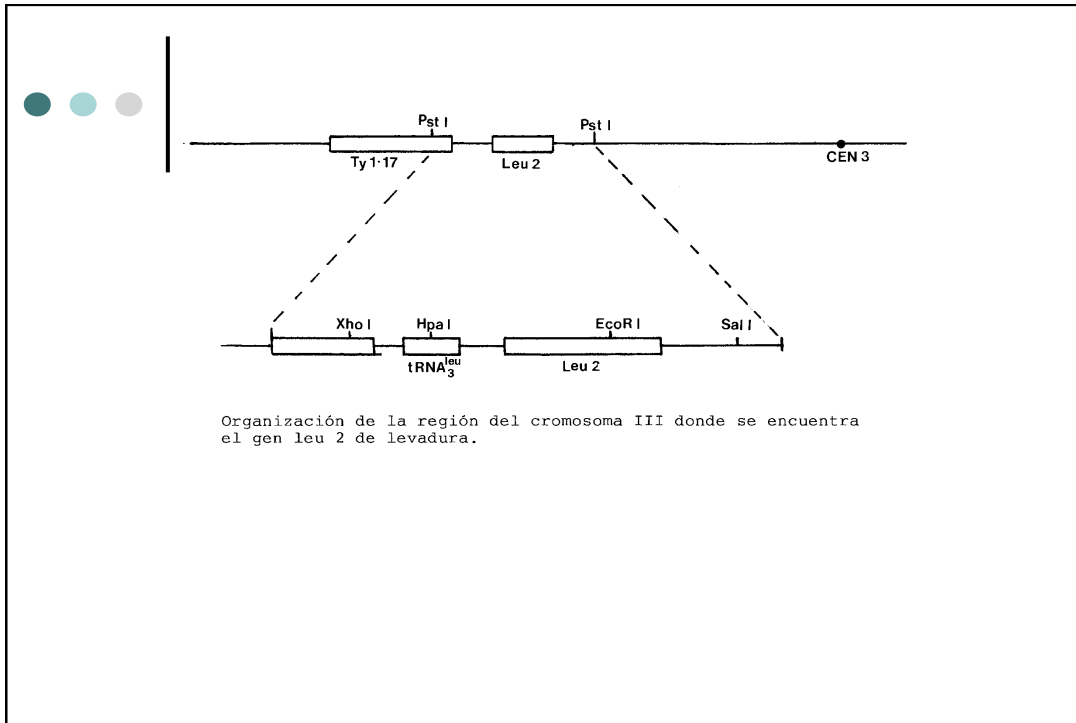 Pst I
Pst I
Ty 1·17
Leu 2
CEN 3
Xho I
Hpa I
EcoR I
Sal I
tRNA₃ˡᵉᵘ
Leu 2
Organización de la región del cromosoma III donde se encuentra
el gen leu 2 de levadura.